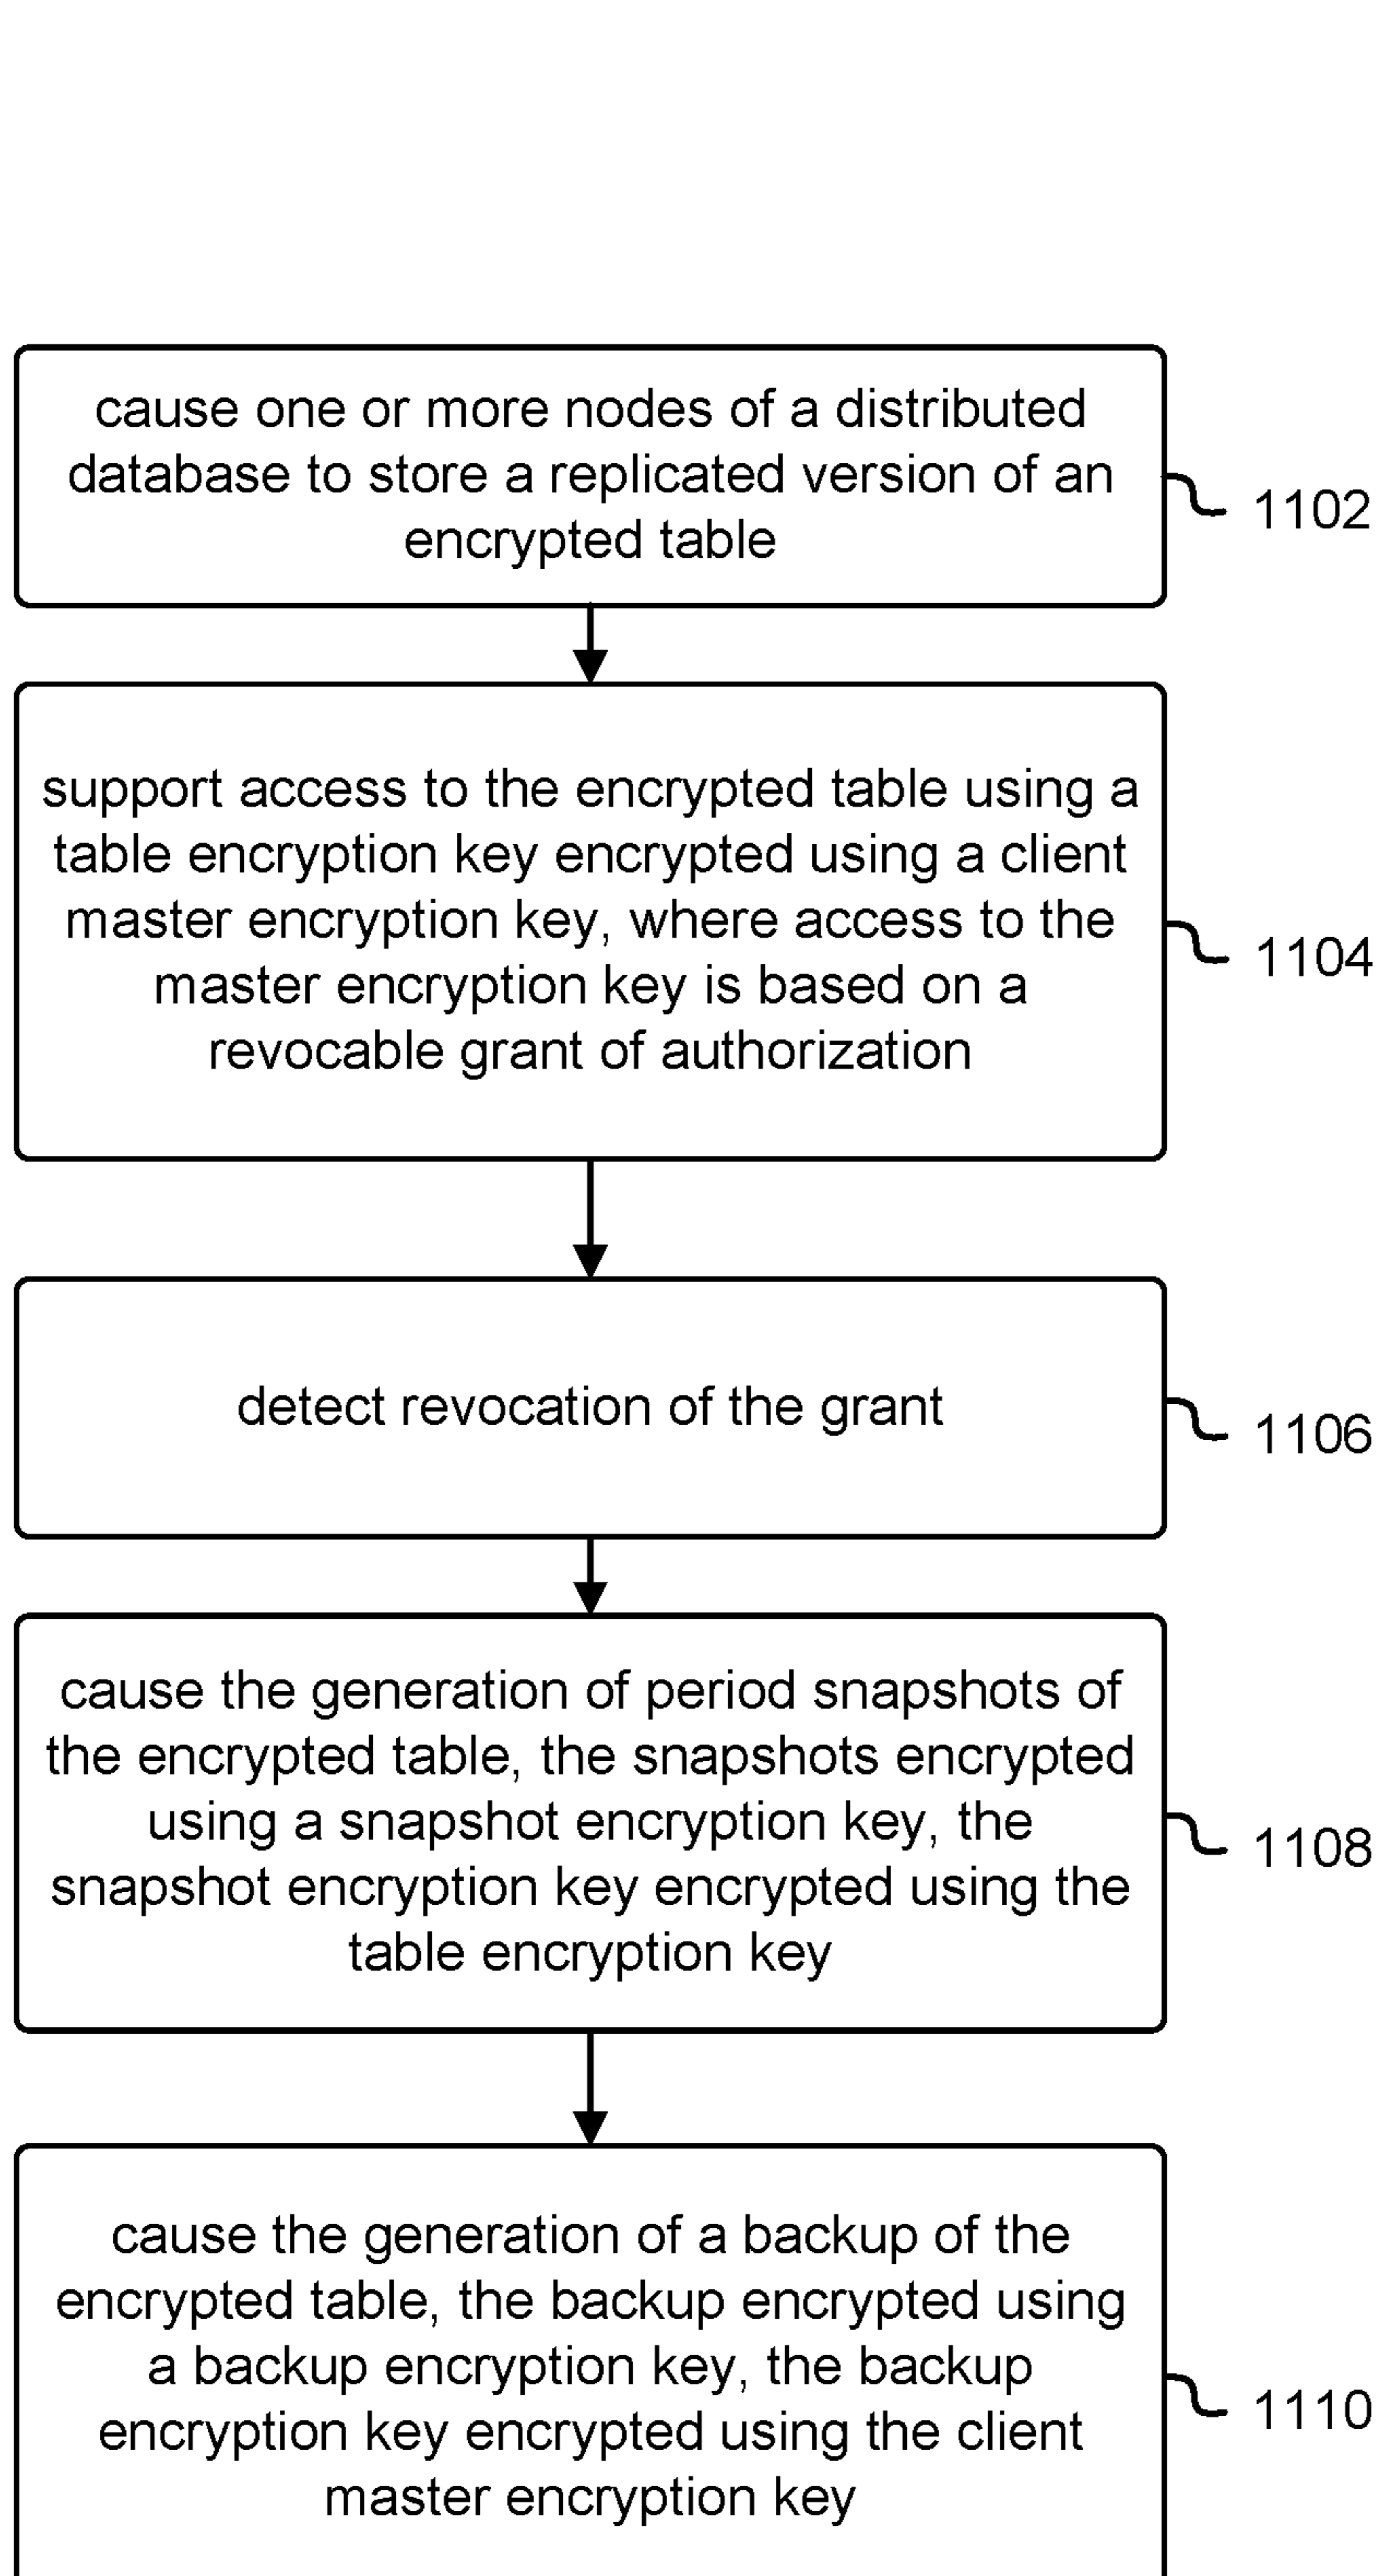 cause one or more nodes of a distributed
database to store a replicated version of an
encrypted table
1102
support access to the encrypted table using a
table encryption key encrypted using a client
master encryption key, where access to the
master encryption key is based on a
revocable grant of authorization
1104
detect revocation of the grant
1106
cause the generation of period snapshots of
the encrypted table, the snapshots encrypted
using a snapshot encryption key, the
snapshot encryption key encrypted using the
table encryption key
1108
cause the generation of a backup of the
encrypted table, the backup encrypted using
a backup encryption key, the backup
encryption key encrypted using the client
master encryption key
1110